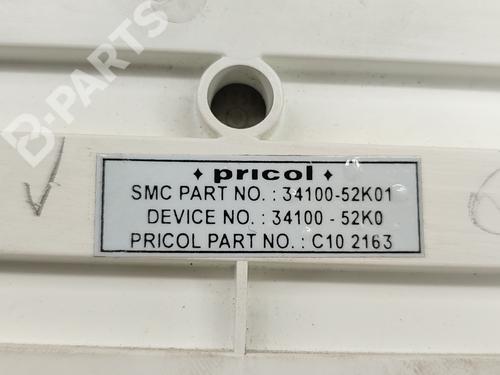 B-PARTS
♦ pricol ♦
SMC PART NO. : 34100-52K01
DEVICE NO. : 34100 - 52K0
PRICOL PART NO. : C10 2163